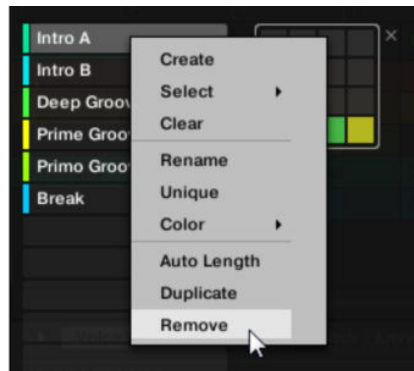 Intro A
Intro B
Deep Groov
Prime Groo
Primo Groo
Break
Create
Select
Clear
Rename
Unique
Color
Auto Length
Duplicate
Remove